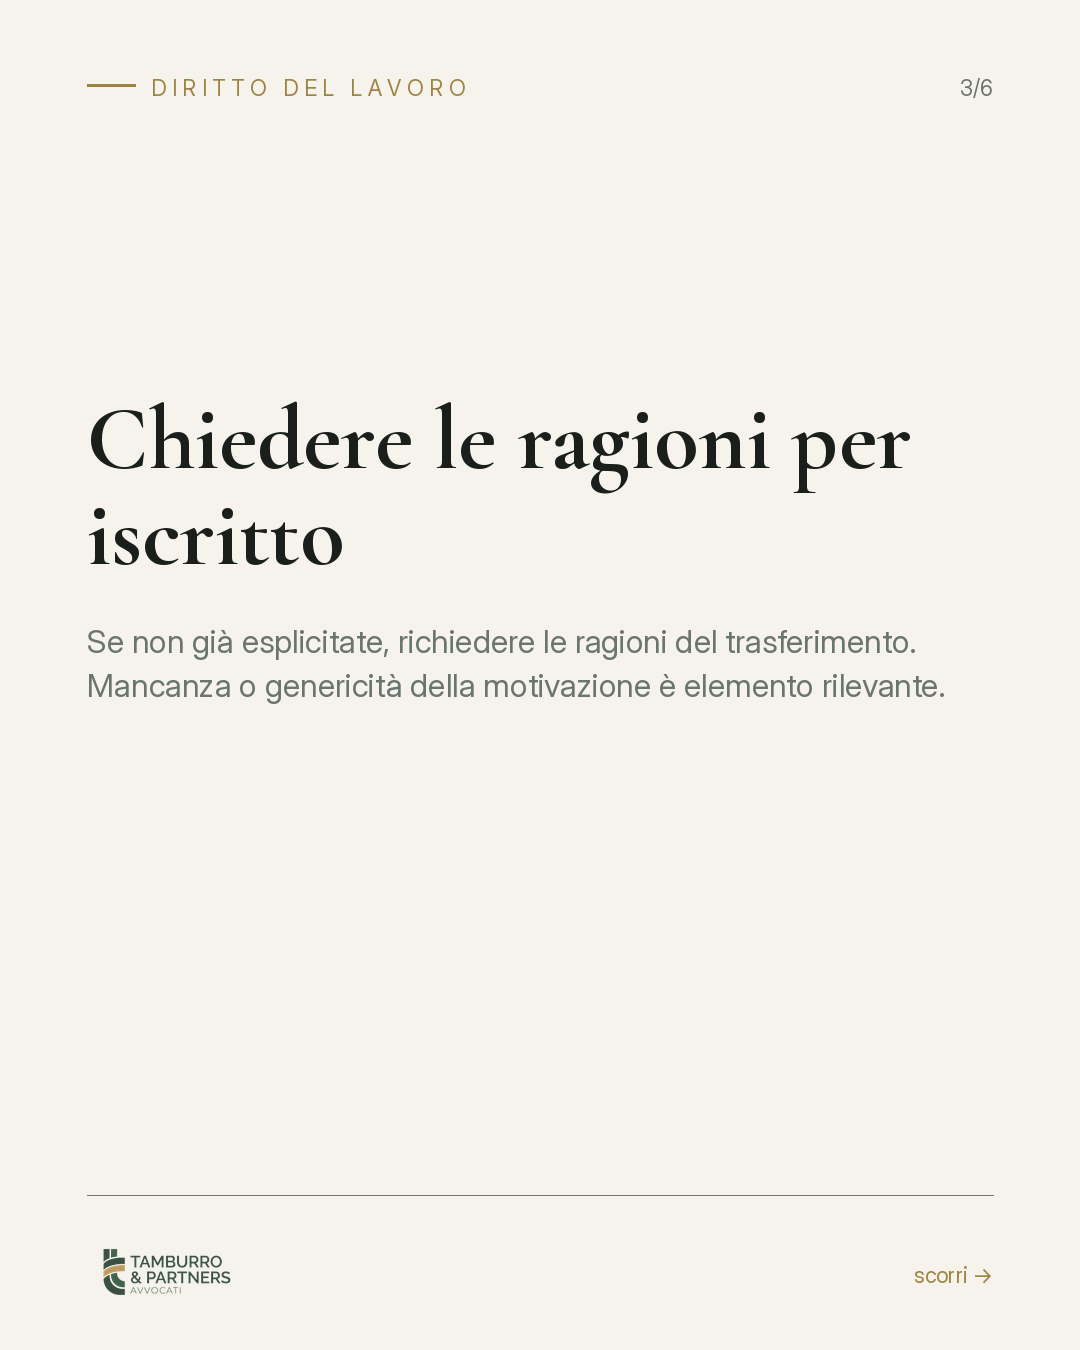 DIRITTO DEL LAVORO
3/6
Chiedere le ragioni per
iscritto
Se non già esplicitate, richiedere le ragioni del trasferimento.
Mancanza o genericità della motivazione è elemento rilevante.
TAMBURRO
& PARTNERS
AVVOCATI
scorri →